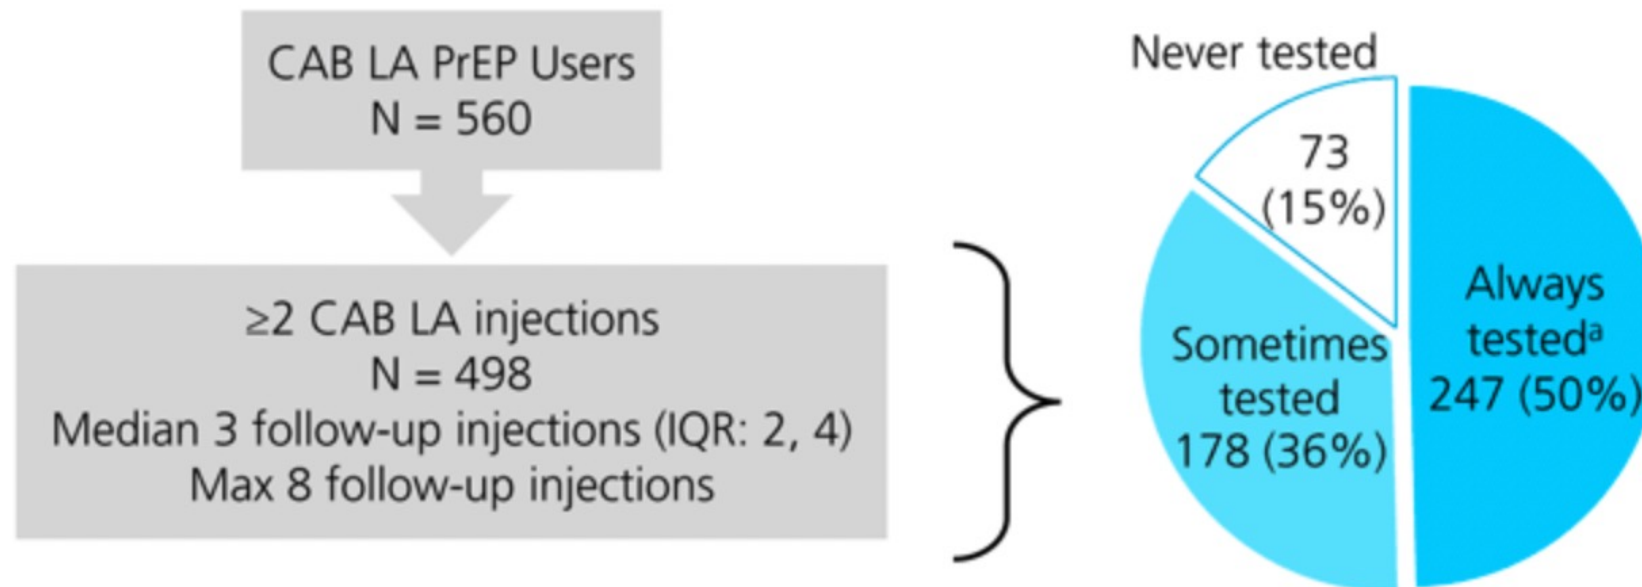 CAB LA PrEP Users
N = 560
≥2 CAB LA injections
N = 498
Median 3 follow-up injections (IQR: 2, 4)
Max 8 follow-up injections
Never tested
73
(15%)
Sometimes
tested
178 (36%)
Always
testedᵃ
247 (50%)